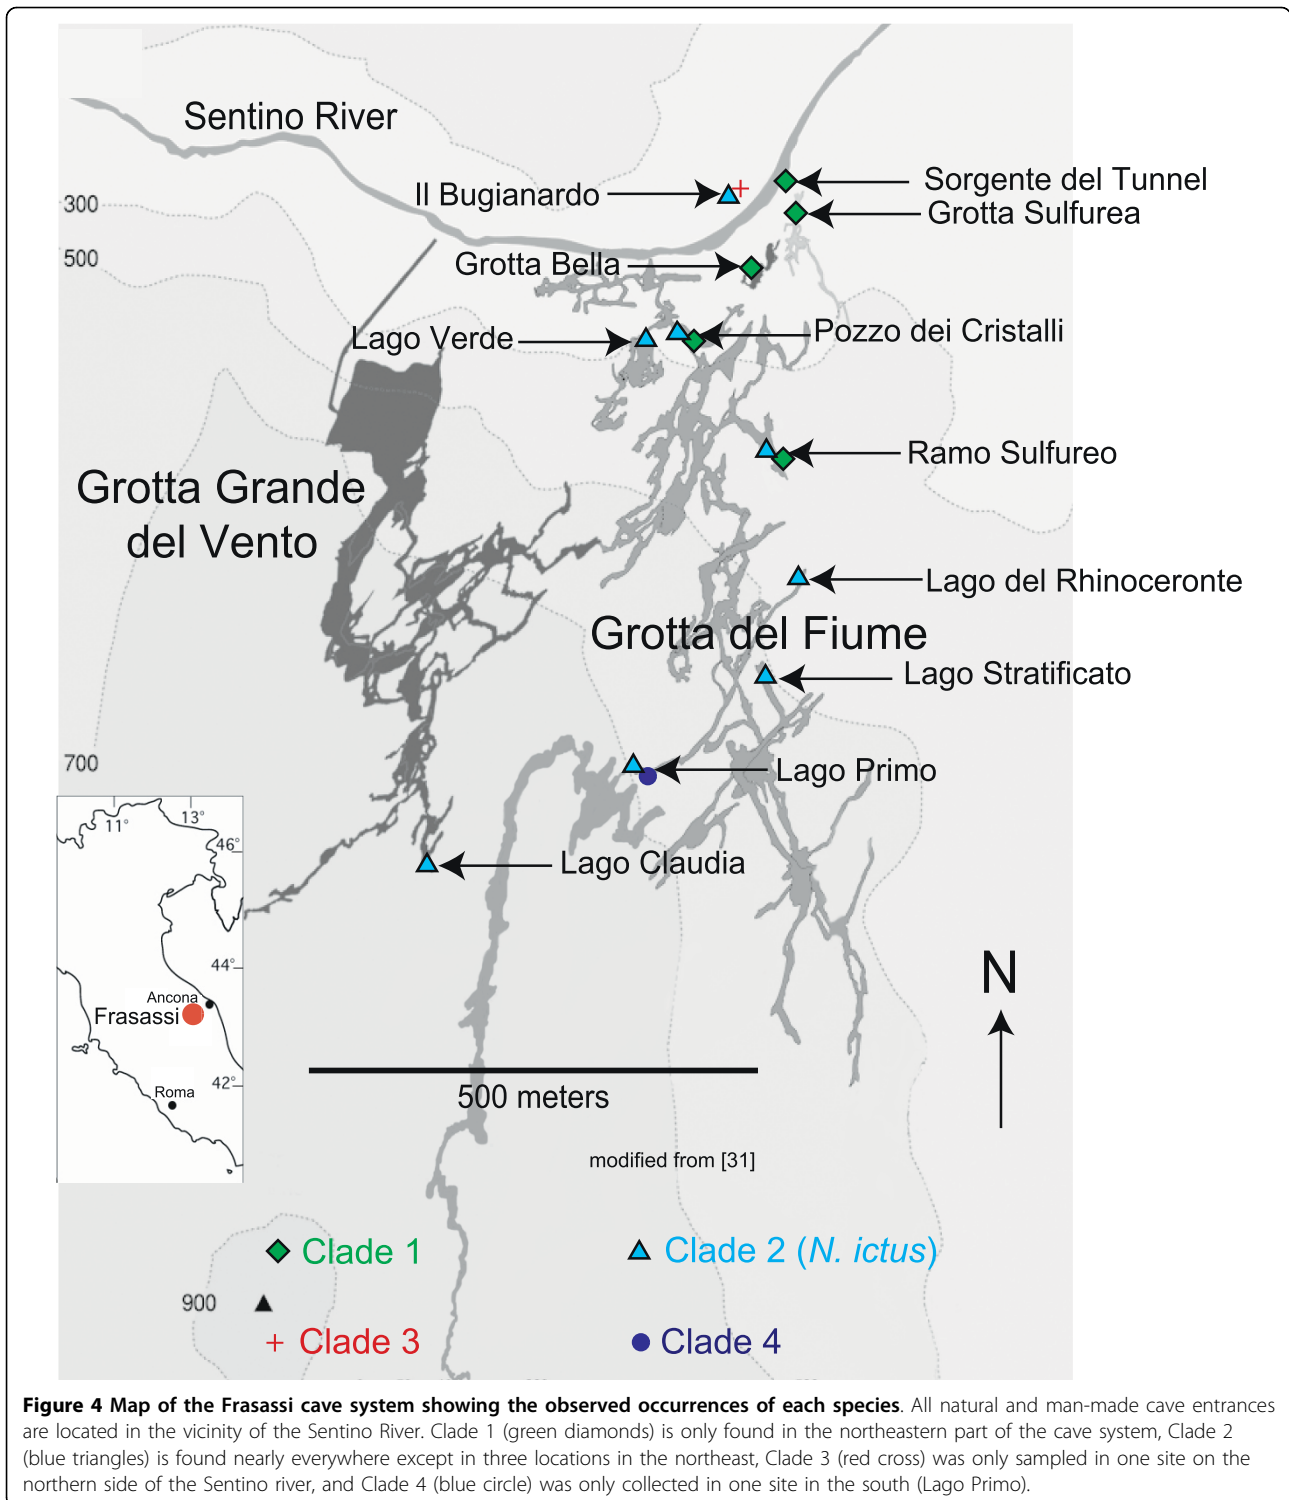 Sentino River
Il Bugianardo
Sorgente del Tunnel
Grotta Sulfurea
300
500
Grotta Bella
Lago Verde
Pozzo dei Cristalli
Ramo Sulfureo
Grotta Grande
del Vento
Lago del Rhinoceronte
Grotta del Fiume
Lago Stratificato
700
Lago Primo
Lago Claudia
11°
13°
46°
44°
Ancona
Frasassi
42°
Roma
N
500 meters
modified from [31]
Clade 1
Clade 2 (N. ictus)
900
Clade 3
Clade 4
Figure 4 Map of the Frasassi cave system showing the observed occurrences of each species. All natural and man-made cave entrances
are located in the vicinity of the Sentino River. Clade 1 (green diamonds) is only found in the northeastern part of the cave system, Clade 2
(blue triangles) is found nearly everywhere except in three locations in the northeast, Clade 3 (red cross) was only sampled in one site on the
northern side of the Sentino river, and Clade 4 (blue circle) was only collected in one site in the south (Lago Primo).